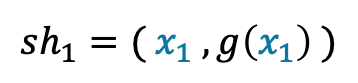 sh₁ = ( x₁ ,g(x₁) )